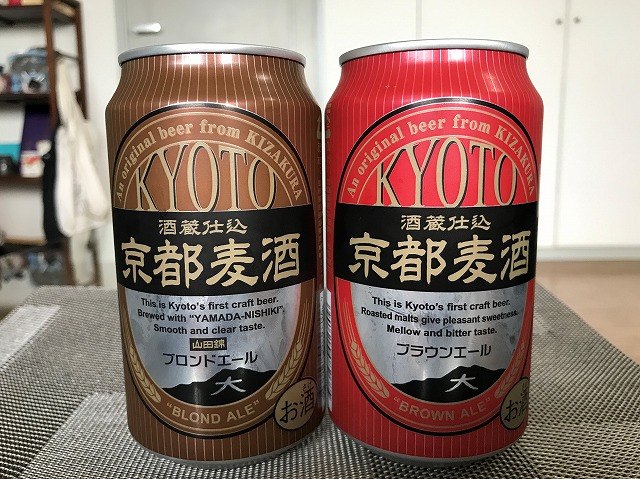 An original beer from KIZAKURA
KYOTO
酒蔵仕込
京都麦酒
This is Kyoto's first craft beer.
Brewed with "YAMADA-NISHIKI".
Smooth and clear taste.
山田錦
ブロンドエール
大
"BLOND ALE"
お酒
An original beer from KIZAKURA
KYOTO
酒蔵仕込
京都麦酒
This is Kyoto's first craft beer.
Roasted malts give pleasant sweetness.
Mellow and bitter taste.
ブラウンエール
大
"BROWN ALE"
お酒